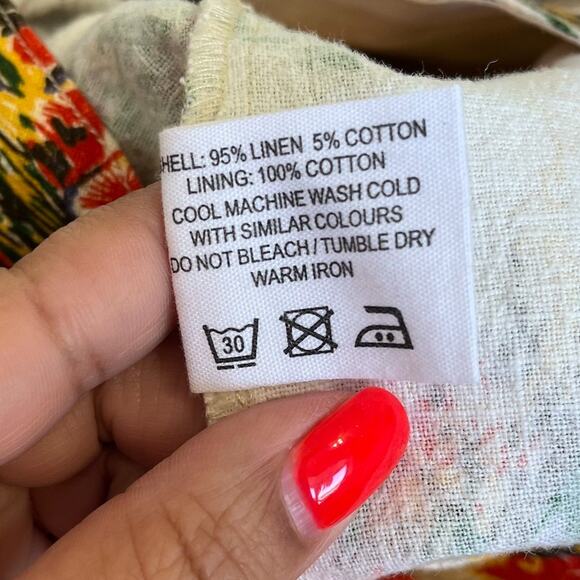 HELL: 95% LINEN 5% COTTON
LINING: 100% COTTON
COOL MACHINE WASH COLD
WITH SIMILAR COLOURS
DO NOT BLEACH / TUMBLE DRY
WARM IRON
30